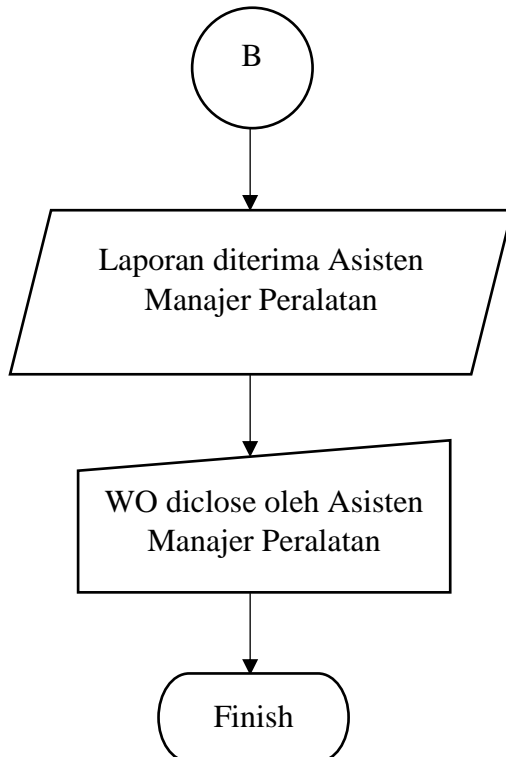 B
Laporan diterima Asisten
Manajer Peralatan
WO diclose oleh Asisten
Manajer Peralatan
Finish